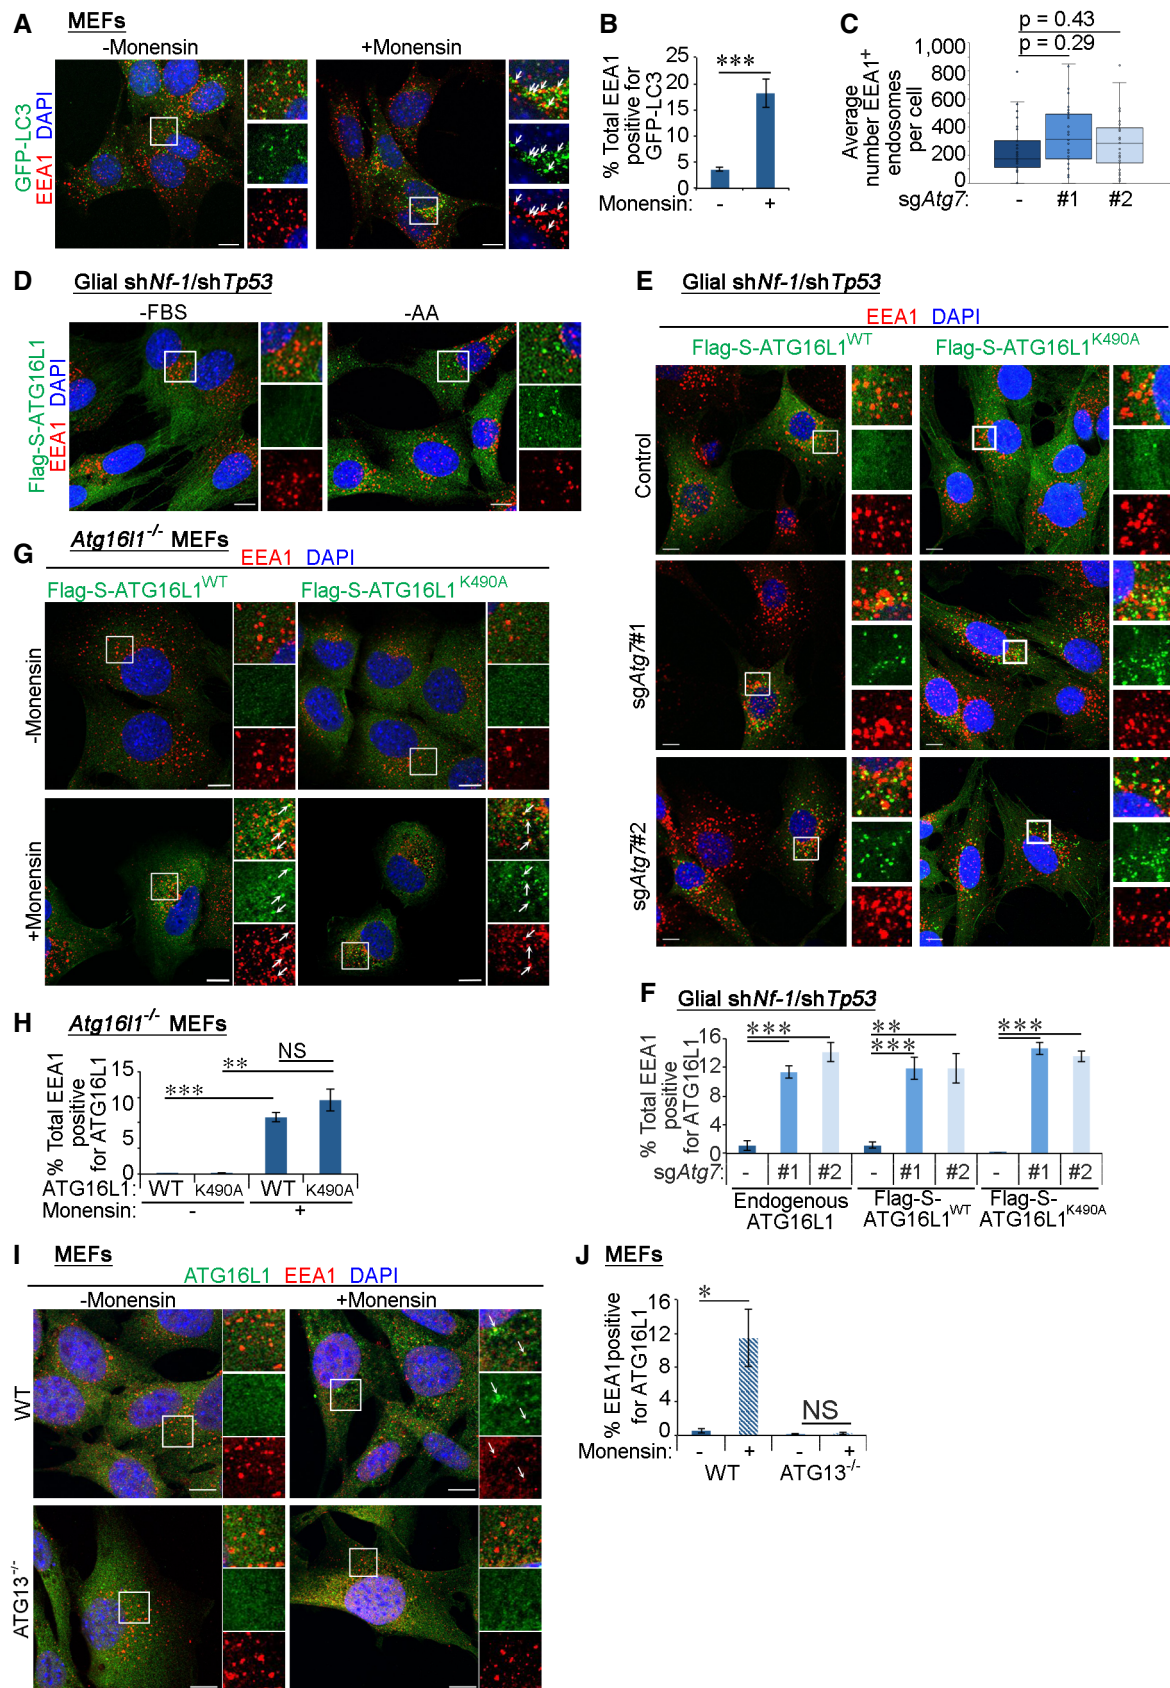 A MEFs
-Monensin +Monensin
GFP-LC3
EEA1 DAPI
B
% Total EEA1
positive for
GFP-LC3
25
20
15
10
5
0
***
Monensin: - +
C
p = 0.43
p = 0.29
Average
number EEA1+
endosomes
per cell
1,000
800
600
400
200
0
sgAtg7: - #1 #2
D Glial shNf-1/shTp53
-FBS -AA
Flag-S-ATG16L1
EEA1 DAPI
E Glial shNf-1/shTp53
EEA1 DAPI
Flag-S-ATG16L1WT Flag-S-ATG16L1K490A
Control
sgAtg7#1
sgAtg7#2
F Glial shNf-1/shTp53
% Total EEA1
positive
for ATG16L1
16
12
8
4
0
*** ** *** ***
sgAtg7: - #1 #2 - #1 #2 - #1 #2
Endogenous ATG16L1
Flag-S-ATG16L1WT
Flag-S-ATG16L1K490A
G Atg16l1-/- MEFs
EEA1 DAPI
Flag-S-ATG16L1WT Flag-S-ATG16L1K490A
-Monensin
+Monensin
H Atg16l1-/- MEFs
% Total EEA1
positive
for ATG16L1
15
10
5
0
*** ** NS
ATG16L1: WT K490A WT K490A
Monensin: - +
I MEFs
ATG16L1 EEA1 DAPI
-Monensin +Monensin
WT
ATG13-/-
J MEFs
% EEA1positive
for ATG16L1
16
12
8
4
0
* NS
Monensin: - + - +
WT ATG13-/-